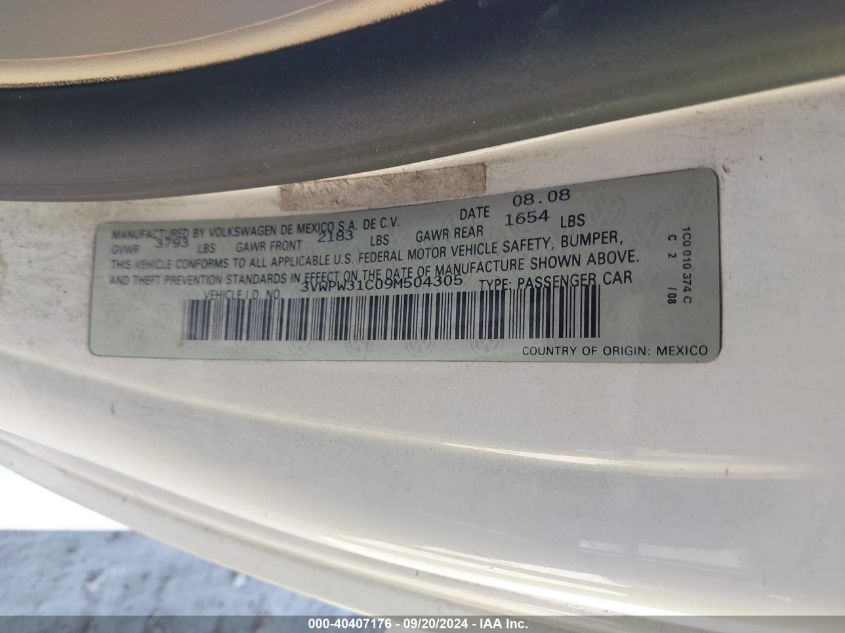 MANUFACTURED BY VOLKSWAGEN DE MEXICO S.A. DE C.V. DATE 08.08
GVWR 3793 LBS GAWR FRONT 2183 LBS GAWR REAR 1654 LBS
THIS VEHICLE CONFORMS TO ALL APPLICABLE U.S. FEDERAL MOTOR VEHICLE SAFETY, BUMPER,
AND THEFT PREVENTION STANDARDS IN EFFECT ON THE DATE OF MANUFACTURE SHOWN ABOVE.
VEHICLE I.D. NO. 3VWPW31C09M504305 TYPE: PASSENGER CAR
COUNTRY OF ORIGIN: MEXICO
1C0 010 374 C
C 2 /08
000-40407176 - 09/20/2024 - IAA Inc.